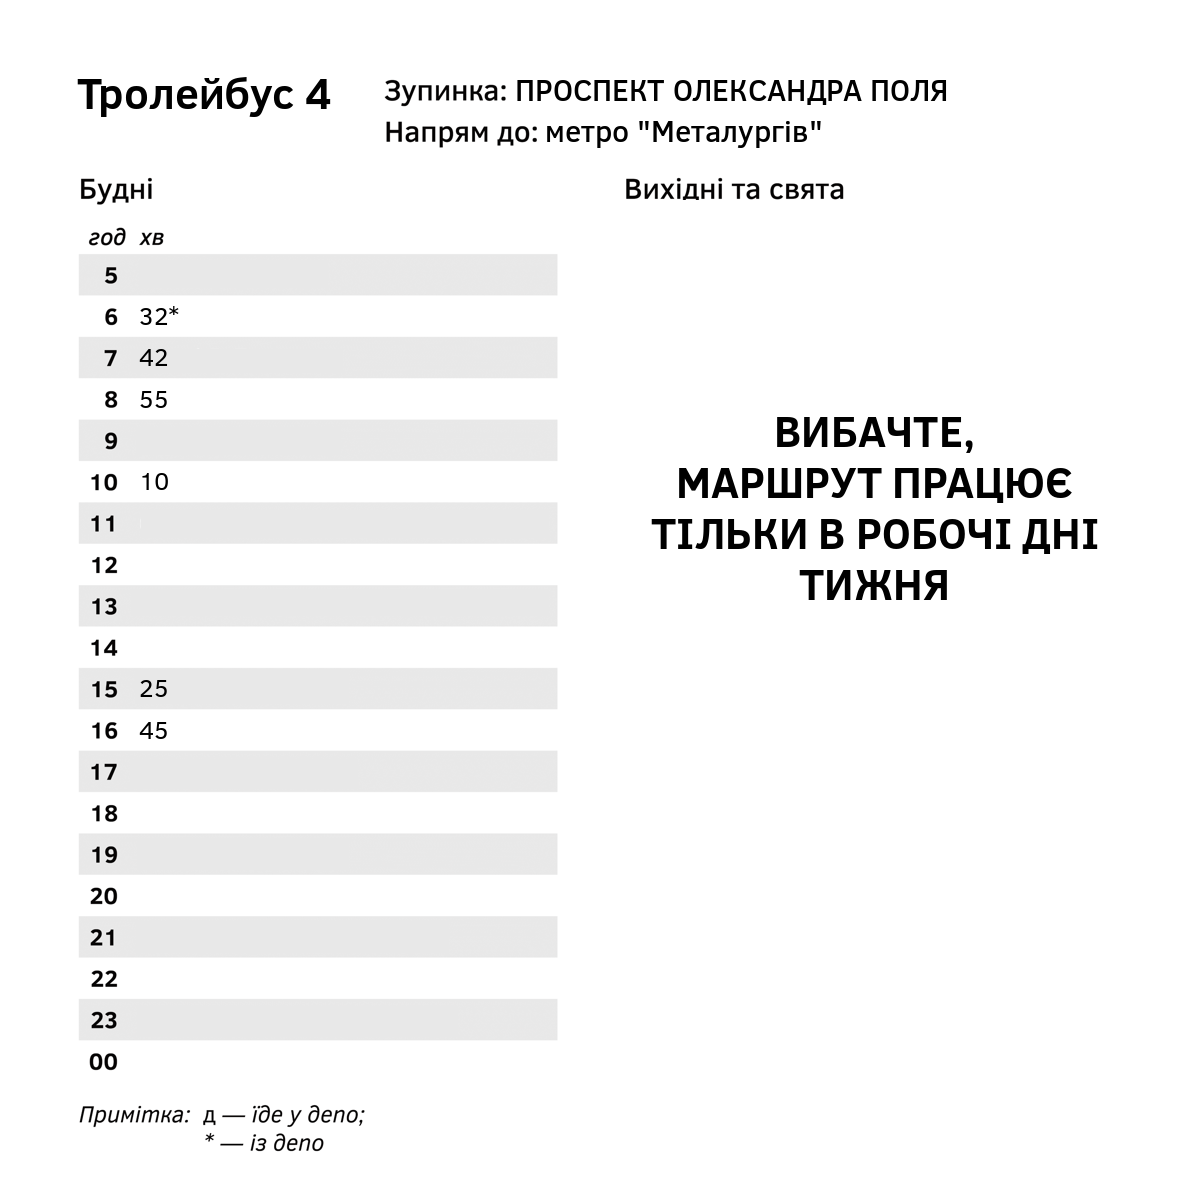 Тролейбус 4
Зупинка: ПРОСПЕКТ ОЛЕКСАНДРА ПОЛЯ
Напрям до: метро "Металургів"
Будні
год хв
5
6 32*
7 42
8 55
9
10 10
11
12
13
14
15 25
16 45
17
18
19
20
21
22
23
00
Примітка: д — їде у депо;
* — із депо
Вихідні та свята
ВИБАЧТЕ,
МАРШРУТ ПРАЦЮЄ
ТІЛЬКИ В РОБОЧІ ДНІ
ТИЖНЯ